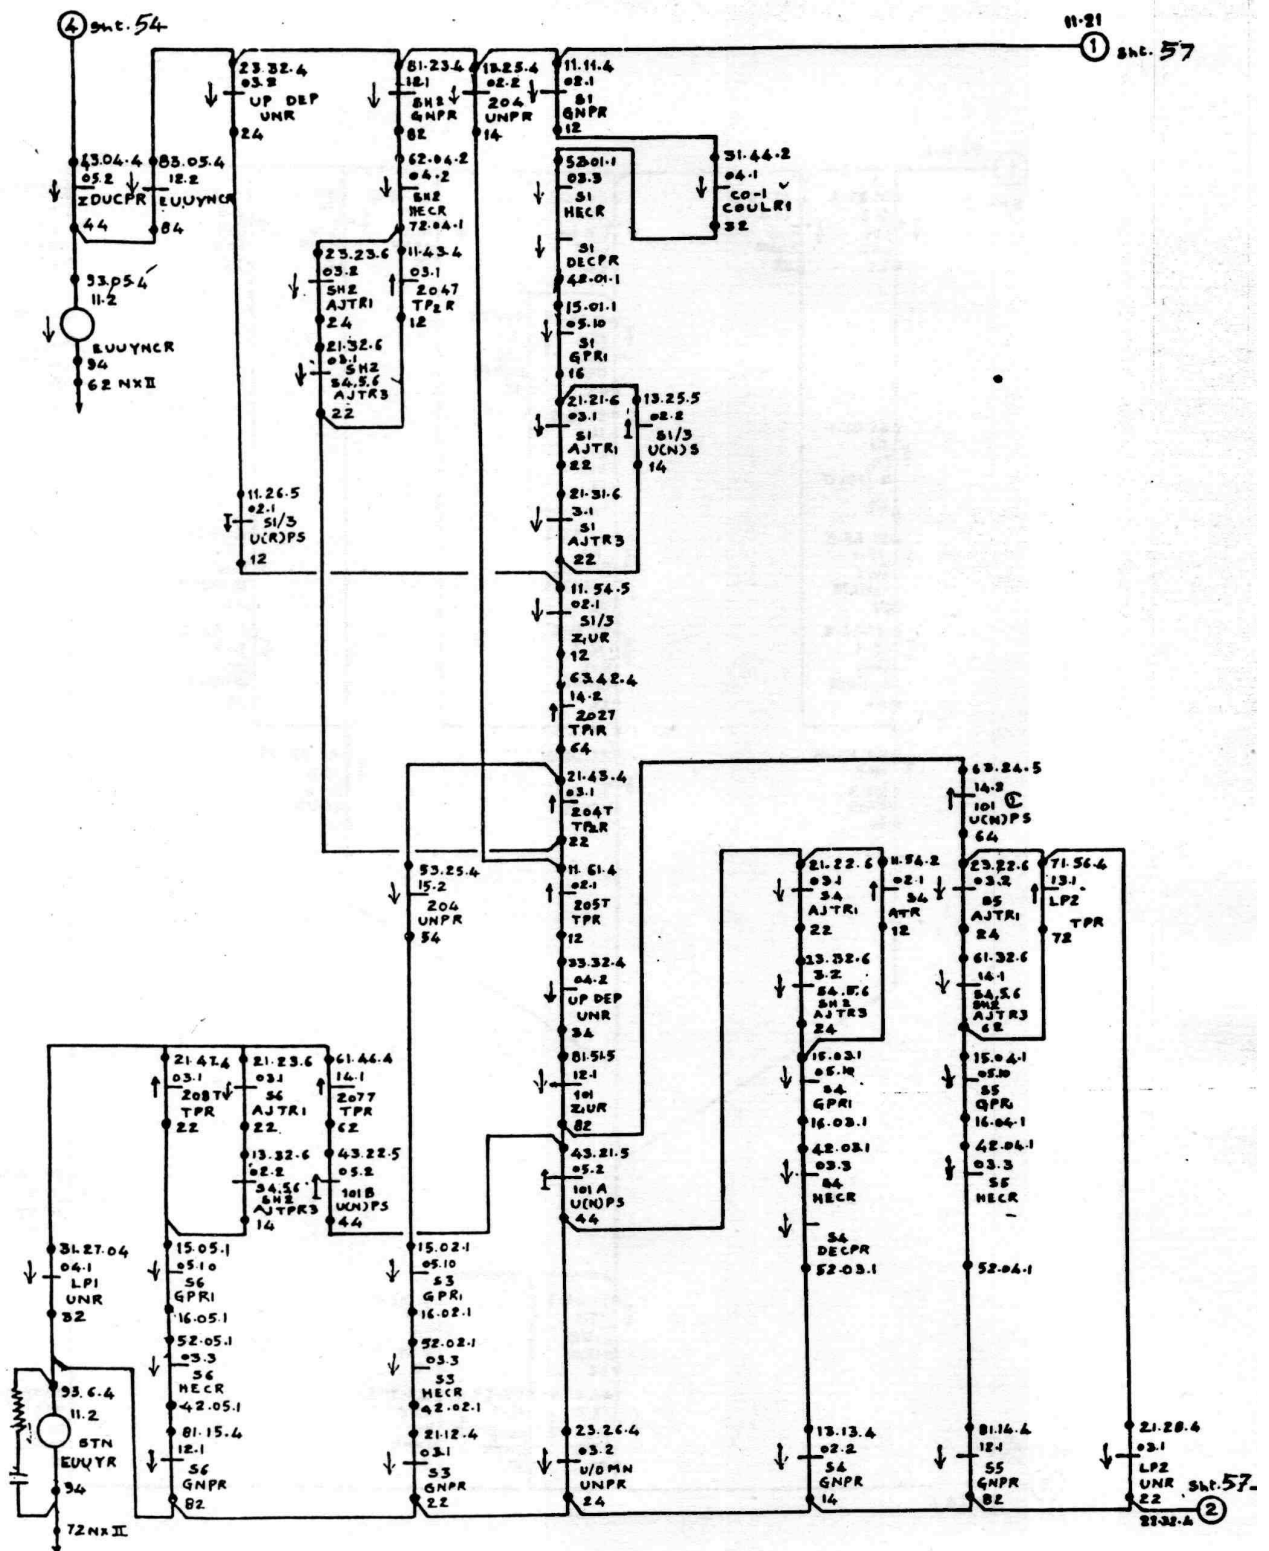 4 Sht. 54
11-21
1 Sht. 57
23.32.4
03.2
UP DEP
UNR
24
81.23.4
12.1
SH2
GNPR
82
13.25.4
02.2
204
UNPR
14
11.11.4
02.1
S1
GNPR
12
43.04.4
05.2
IDUCPR
44
83.05.4
12.2
EUUYNCR
84
62.04.2
04.2
SH2
HECR
72.04.1
52.01.1
03.3
S1
HECR
S1
DECPR
42.01.1
31.44.2
04.1
CO-1
COULR1
32
93.05.4
11.2
EUUYNCR
94
62 NX II
23.23.6
03.2
SH2
AJTR1
24
11.43.4
03.1
204T
TP2R
12
21.32.6
03.1
SH2
S4,5,6
AJTR3
22
15.01.1
05.10
S1
GPR1
16
21.21.6
03.1
S1
AJTR1
22
13.25.5
02.2
S1/3
U(N)S
14
21.31.6
3.1
S1
AJTR3
22
11.26.5
02.1
S1/3
U(R)PS
12
11.54.5
02.1
S1/3
Z1UR
12
63.42.4
14.2
202T
TP1R
64
21.43.4
03.1
204T
TP2R
22
63.24.5
14.2
101 C
U(N)PS
64
53.25.4
15.2
204
UNPR
54
11.61.4
02.1
205T
TPR
12
21.22.6
03.1
S4
AJTR1
22
11.54.2
02.1
S4
ATR
12
23.22.6
03.2
S5
AJTR1
24
71.56.4
13.1
LP2
TPR
72
33.32.4
04.2
UP DEP
UNR
34
23.32.6
3.2
S4,5,6
SH2
AJTR3
24
61.32.6
14.1
S4,5,6
SH2
AJTR3
62
21.47.4
03.1
208T
TPR
22
21.23.6
03.1
S6
AJTR1
22
61.46.4
14.1
207T
TPR
62
81.51.5
12.1
101
Z1UR
82
15.03.1
05.10
S4
GPR1
16.03.1
15.04.1
05.10
S5
GPR1
16.04.1
13.32.6
02.2
S4,5,6
SH2
AJTPR3
14
43.22.5
05.2
101B
U(N)PS
44
43.21.5
05.2
101A
U(N)PS
44
42.03.1
03.3
S4
HECR
S4
DECPR
52.03.1
42.04.1
03.3
S5
HECR
52.04.1
31.27.04
04.1
LP1
UNR
32
15.05.1
05.10
S6
GPR1
16.05.1
15.02.1
05.10
S3
GPR1
16.02.1
52.05.1
03.3
S6
HECR
42.05.1
52.02.1
03.3
S3
HECR
42.02.1
93.6.4
11.2
STN
EUUYR
94
72 NX II
81.15.4
12.1
S6
GNPR
82
21.12.4
03.1
S3
GNPR
22
23.26.4
03.2
U/DMN
UNPR
24
13.13.4
02.2
S4
GNPR
14
81.14.4
12.1
S5
GNPR
82
21.28.4
03.1
LP2
UNR
22
Sht. 57
2